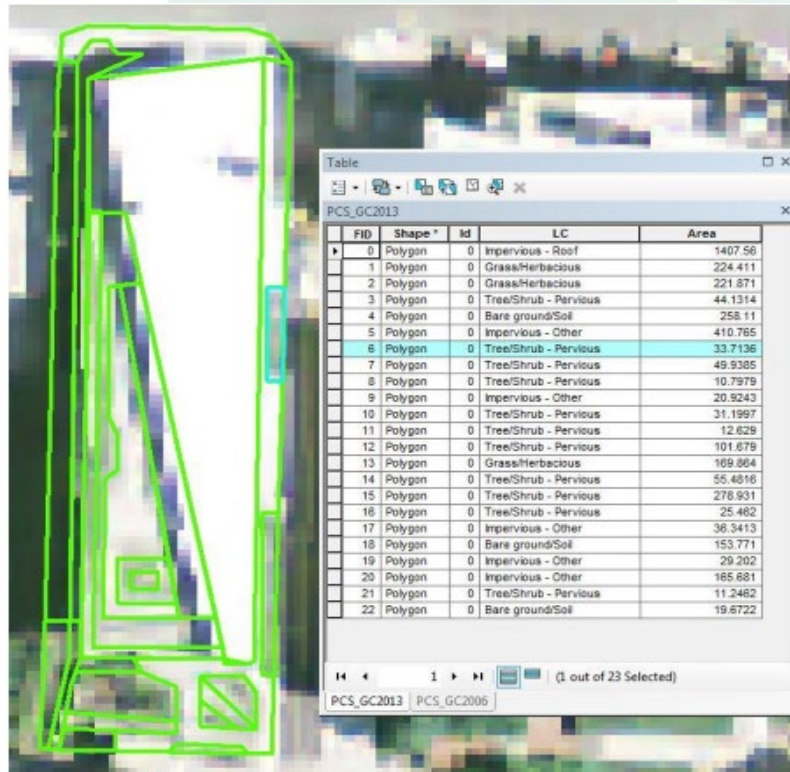 Table
PCS_GC2013
FID Shape * Id LC Area
0 Polygon 0 Impervious - Roof 1407.56
1 Polygon 0 Grass/Herbacious 224.411
2 Polygon 0 Grass/Herbacious 221.871
3 Polygon 0 Tree/Shrub - Pervious 44.1314
4 Polygon 0 Bare ground/Soil 258.11
5 Polygon 0 Impervious - Other 410.765
6 Polygon 0 Tree/Shrub - Pervious 33.7136
7 Polygon 0 Tree/Shrub - Pervious 49.9385
8 Polygon 0 Tree/Shrub - Pervious 10.7979
9 Polygon 0 Impervious - Other 20.9243
10 Polygon 0 Tree/Shrub - Pervious 31.1997
11 Polygon 0 Tree/Shrub - Pervious 12.629
12 Polygon 0 Tree/Shrub - Pervious 101.679
13 Polygon 0 Grass/Herbacious 169.864
14 Polygon 0 Tree/Shrub - Pervious 55.4816
15 Polygon 0 Tree/Shrub - Pervious 278.931
16 Polygon 0 Tree/Shrub - Pervious 25.462
17 Polygon 0 Impervious - Other 36.3413
18 Polygon 0 Bare ground/Soil 153.771
19 Polygon 0 Impervious - Other 29.202
20 Polygon 0 Impervious - Other 165.681
21 Polygon 0 Tree/Shrub - Pervious 11.2462
22 Polygon 0 Bare ground/Soil 19.6722
1 (1 out of 23 Selected)
PCS_GC2013 PCS_GC2006